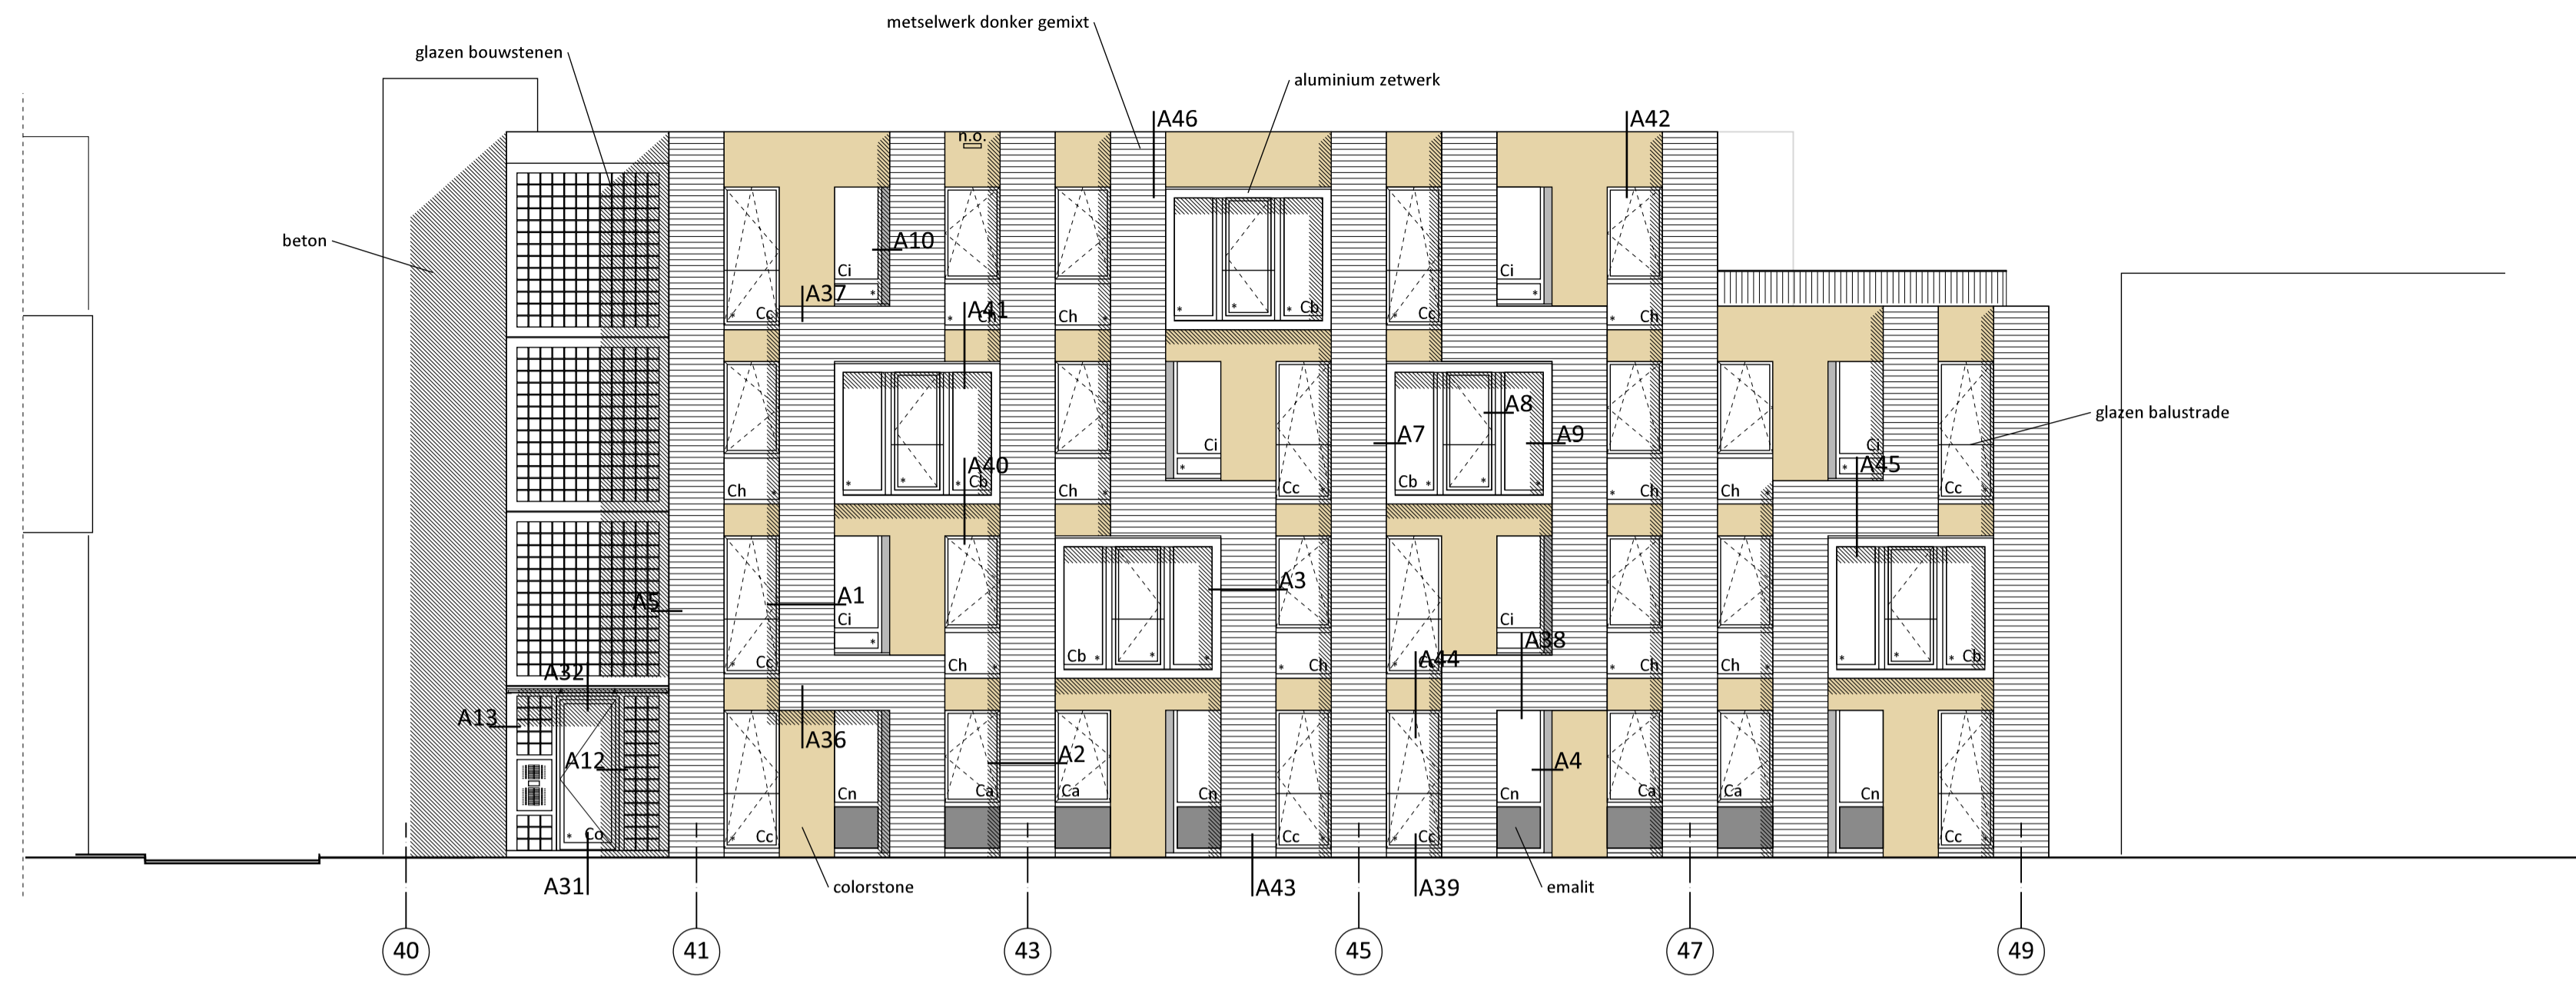 metselwerk donker gemixt
glazen bouwstenen
aluminium zetwerk
A46
A42
n.o.
beton
A10
Ci
Ci
A37
A41
* Cc
*
* Ch
Ch *
* * * Cb
* Cc
*
* Ch
A8
A7
A9
glazen balustrade
Ci
Ci
A40
A45
Ch *
* * * Cb
Ch *
*
Cc *
Cb * * *
* Ch
Ch *
*
Cc *
A5
A1
A3
Ci
Ci
A38
A32
* Cc
*
Ch *
Cb * * *
* Ch
* Cc
A44
* Ch
Ch *
* * * Cb
A13
A12
A36
A2
A4
Cn
Ca
Ca
Cn
Cn
Ca
Ca
Cn
* Co
* Cc
Cc *
* Cc
Cc *
A31
colorstone
A43
A39
emalit
40
41
43
45
47
49